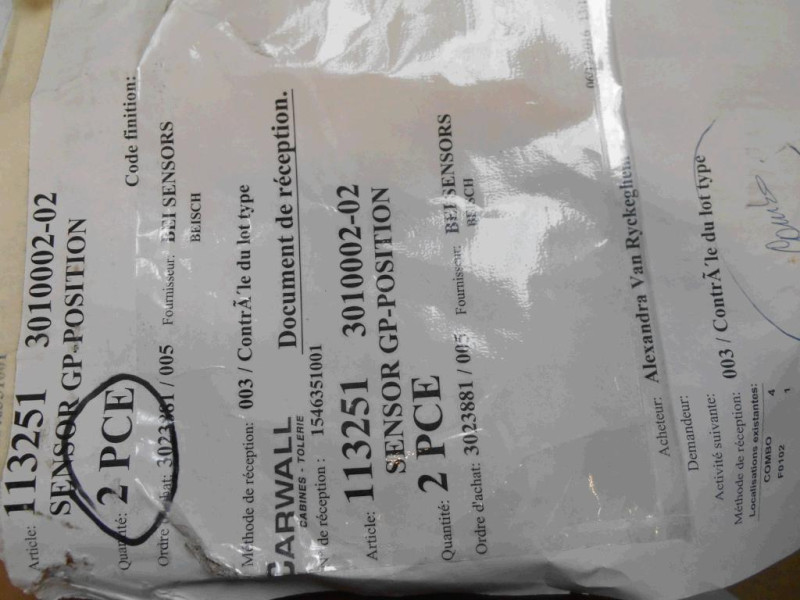 Article: 113251 3010002-02
SENSOR GP-POSITION
Code finition:
Quantité: 2 PCE
Ordre d'achat: 3023881 / 005 Fournisseur: BEI SENSORS
BEISCH
Méthode de réception: 003 / ContrÃ´le du lot type
CARWALL
CABINES - TOLERIE
Document de réception.
N° de réception : 1546351001
Article: 113251 3010002-02
SENSOR GP-POSITION
Quantité: 2 PCE
Ordre d'achat: 3023881 / 005 Fournisseur: BEI SENSORS
BEISCH
Acheteur: Alexandra Van Ryckeghem
Demandeur:
Activité suivante:
Méthode de réception: 003 / ContrÃ´le du lot type
Localisations existantes:
COMBO 4
F0102 1
Combo